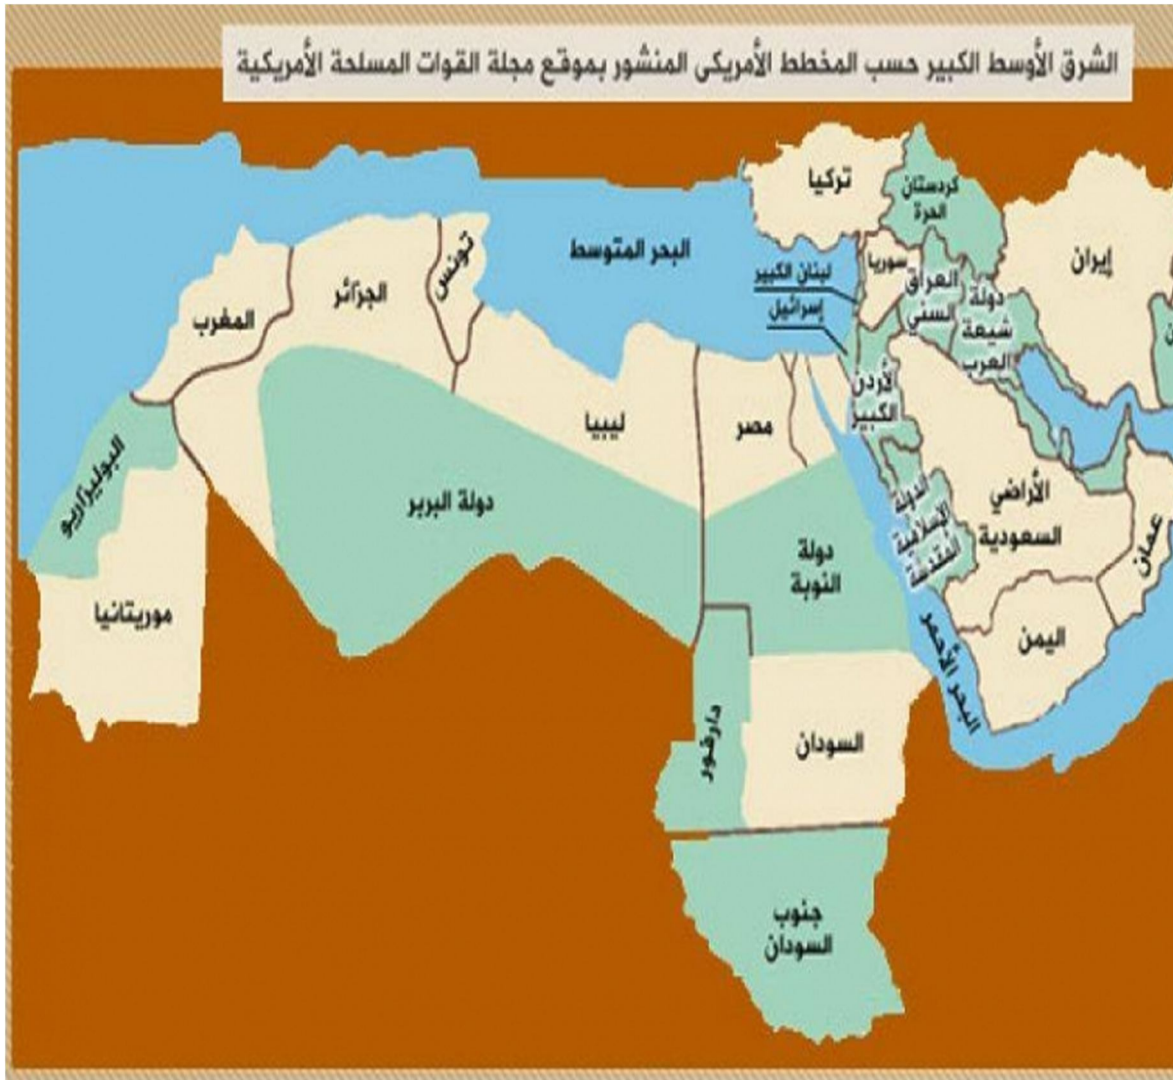 الشرق الأوسط الكبير حسب المخطط الأمريكى المنشور بموقع مجلة القوات المسلحة الأمريكية
تركيا
كردستان
الحرة
إيران
البحر المتوسط
لبنان الكبير
إسرائيل
سوريا
العراق
السني
دولة
شيعة
العرب
تونس
الجزائر
المغرب
الأردن
الكبير
ليبيا
مصر
البوليزاريو
دولة البربر
الأراضي
السعودية
الدولة
الإسلامية
المقدسة
عمان
دولة
النوبة
موريتانيا
اليمن
البحر الأحمر
دارفور
السودان
جنوب
السودان